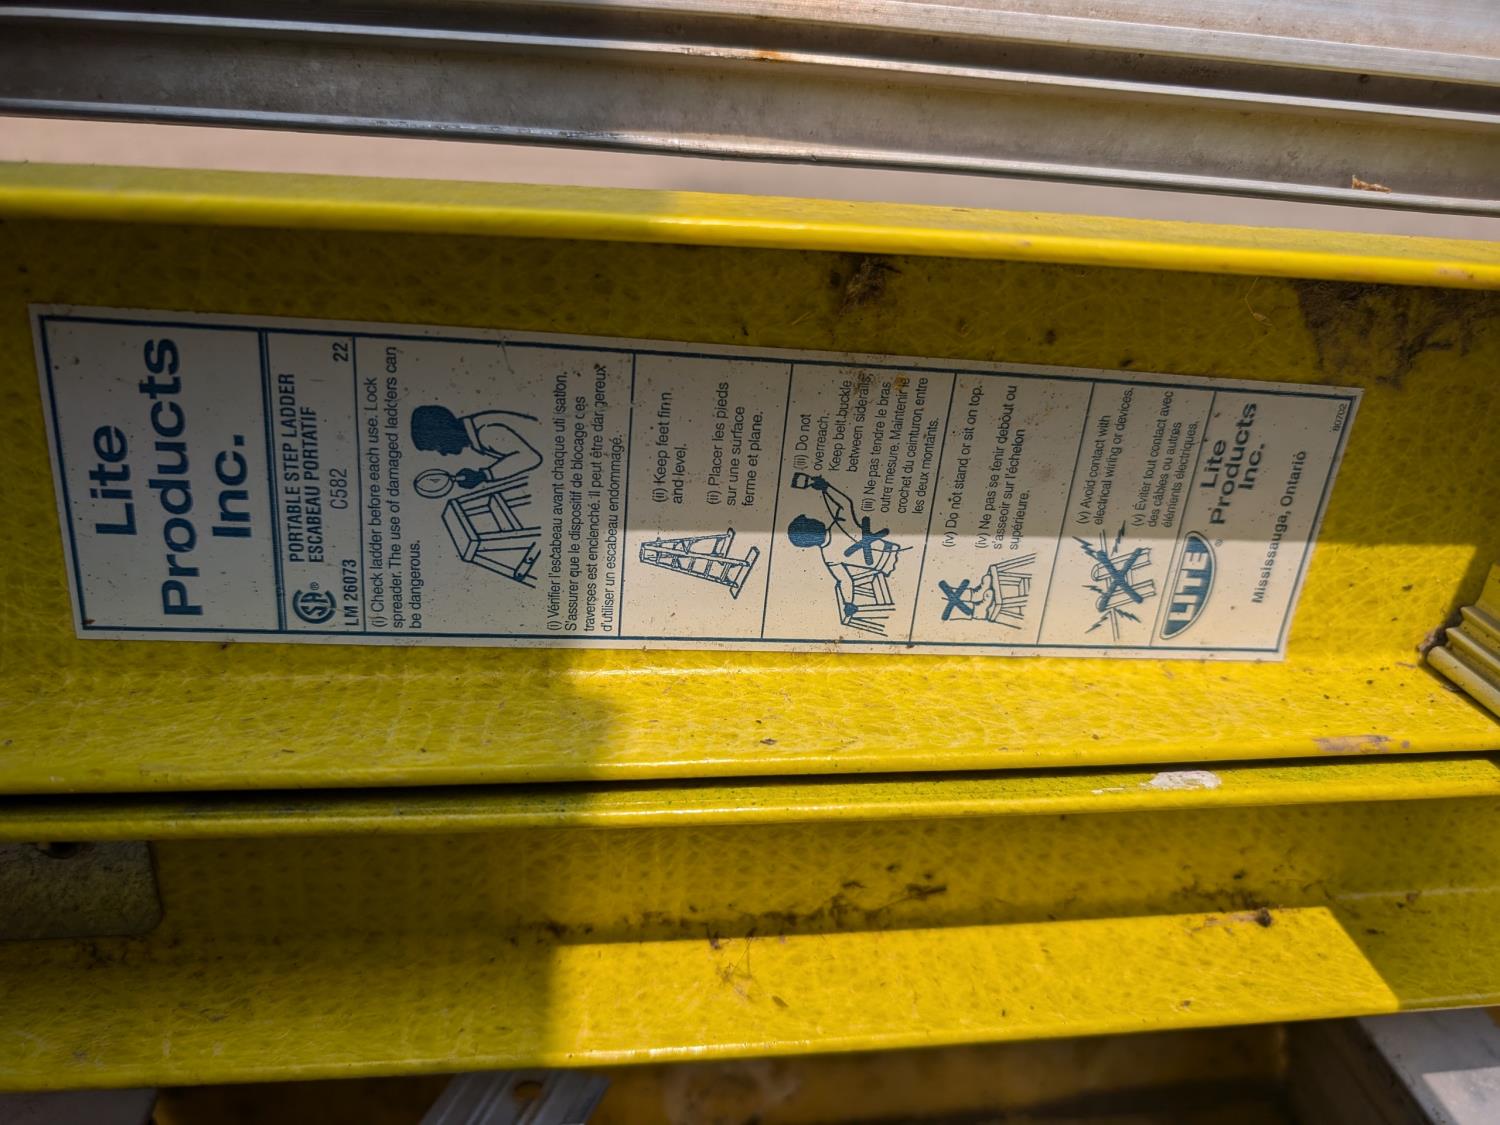 Lite
Products
Inc.
PORTABLE STEP LADDER
ESCABEAU PORTATIF
C582
22
SA®
LM 26073
(i) Check ladder before each use. Lock
spreader. The use of damaged ladders can
be dangerous.
(i) Vérifier l'escabeau avant chaque utilisation.
S'assurer que le dispositif de blocage des
traverses est enclenché. Il peut être dangereux
d'utiliser un escabeau endommagé.
(ii) Keep feet firm
and level.
(ii) Placer les pieds
sur une surface
ferme et plane.
(iii) Do not
overreach.
Keep belt buckle
between siderails.
(iii) Ne pas tendre le bras
outre mesure. Maintenir le
crochet du ceinturon entre
les deux montants.
(iv) Do not stand or sit on top.
(iv) Ne pas se tenir debout ou
s'asseoir sur l'échelon
supérieure.
(v) Avoid contact with
electrical wiring or devices.
(v) Éviter tout contact avec
des câbles ou autres
éléménts électriques.
LITE®
Lite
Products
Inc.
Mississauga, Ontario
80702